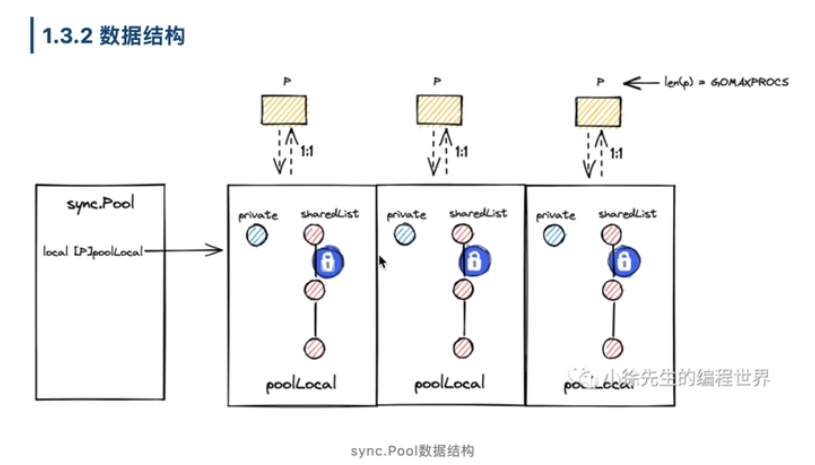 1.3.2 数据结构
P
P
P
len(p) = GOMAXPROCS
1:1
1:1
1:1
sync.Pool
local [P]poolLocal
private
sharedList
private
sharedList
private
sharedList
poolLocal
poolLocal
poolLocal
小徐先生的编程世界
sync.Pool数据结构